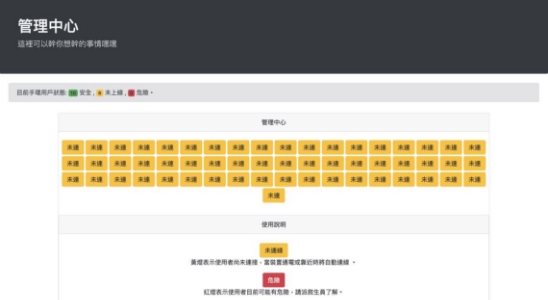 管理中心
這裡可以幹你想幹的事情嘿嘿
目前手環用戶狀態: 安全 , 未上線 , 危險。
管理中心
未連 未連 未連 未連 未連 未連 未連 未連 未連 未連 未連 未連 未連 未連 未連 未連 未連 未連
未連 未連 未連 未連 未連 未連 未連 未連 未連 未連 未連 未連 未連 未連 未連 未連 未連 未連
未連 未連 未連 未連 未連 未連 未連 未連 未連 未連 未連 未連 未連 未連 未連 未連 未連 未連
未連
使用說明
未連線
黃燈表示使用者尚未連接，當裝置通電或靠近時將自動連線。
危險
紅燈表示使用者目前可能有危險，請派救生員了解。